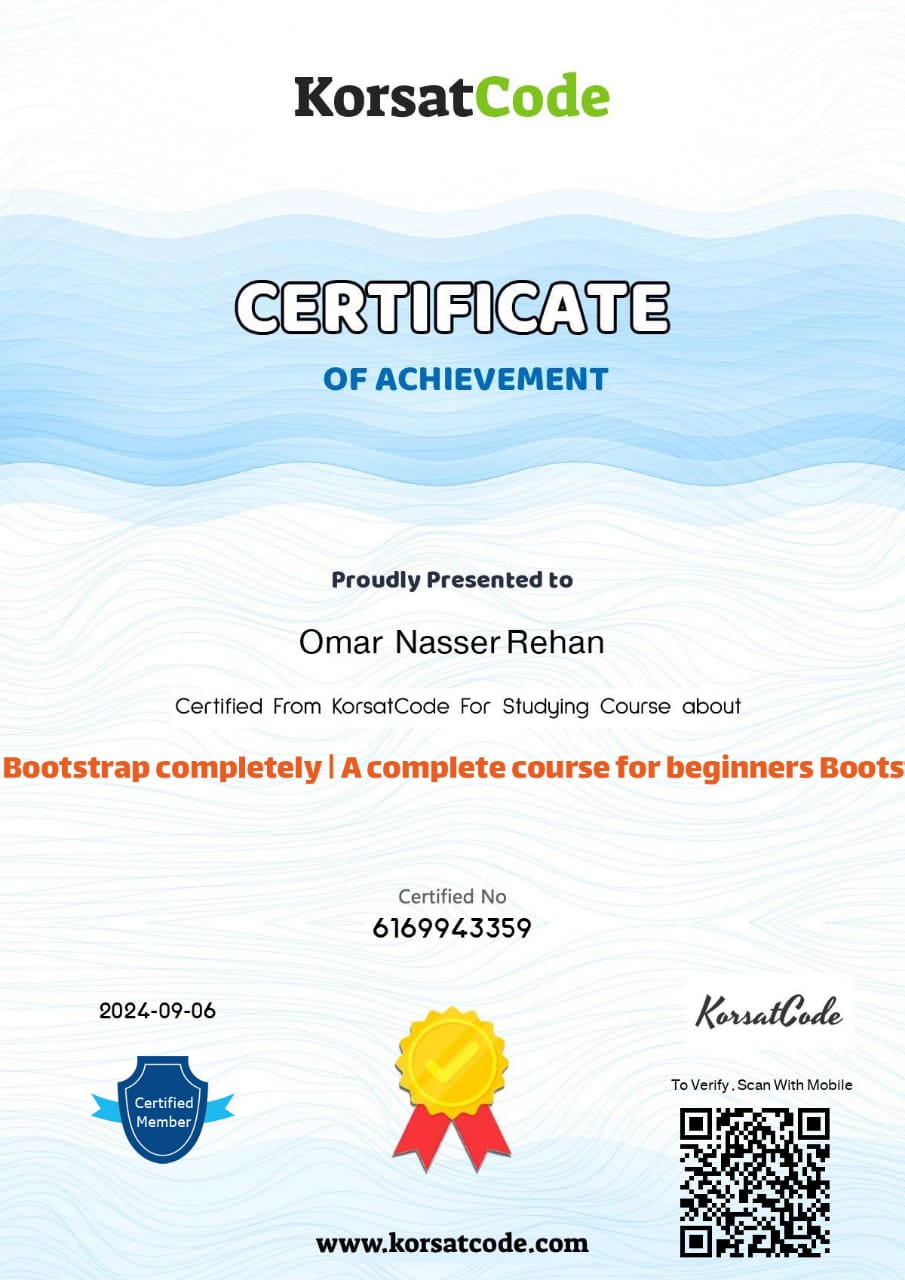 KorsatCode
CERTIFICATE
OF ACHIEVEMENT
Proudly Presented to
Omar Nasser Rehan
Certified From KorsatCode For Studying Course about
Bootstrap completely | A complete course for beginners Boots
Certified No
6169943359
2024-09-06
KorsatCode
To Verify , Scan With Mobile
Certified
Member
www.korsatcode.com